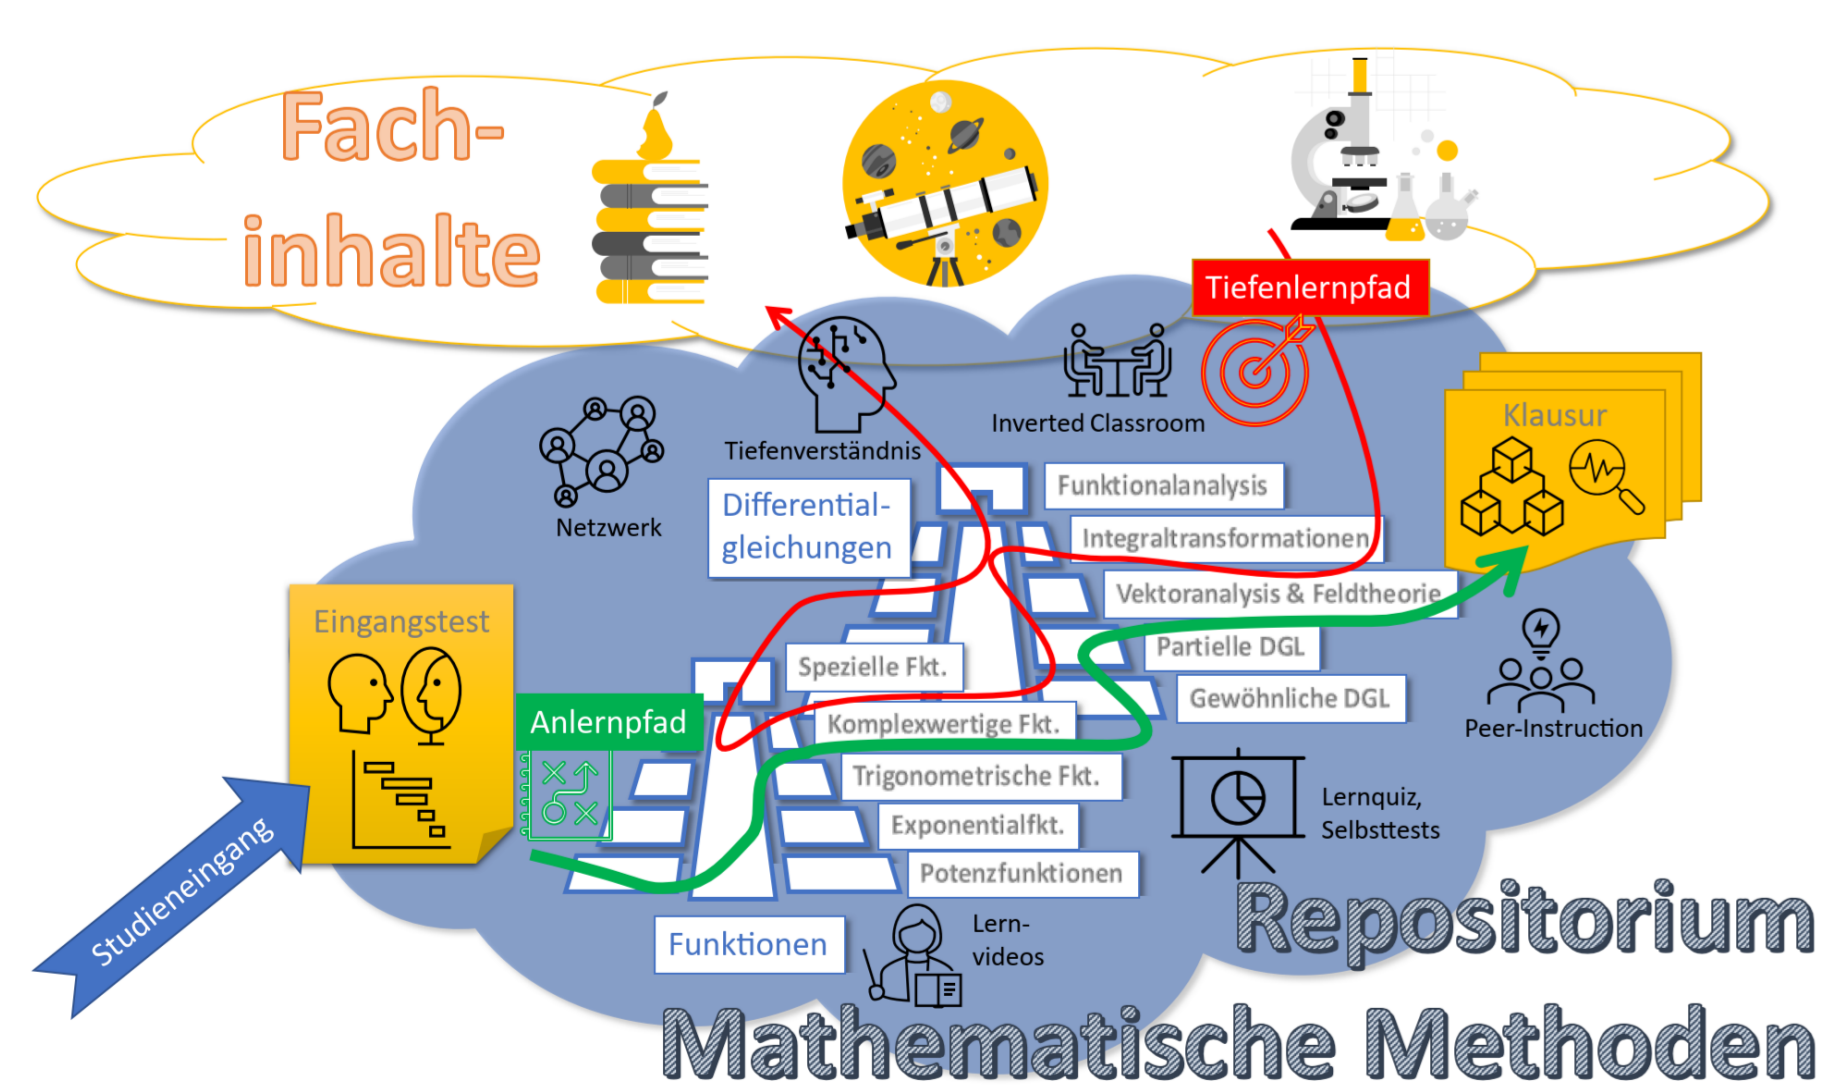 Fach-
inhalte
Tiefenlernpfad
Inverted Classroom
Klausur
Tiefenverständnis
Netzwerk
Differential-
gleichungen
Funktionalanalysis
Integraltransformationen
Vektoranalysis & Feldtheorie
Partielle DGL
Gewöhnliche DGL
Eingangstest
Anlernpfad
Spezielle Fkt.
Komplexwertige Fkt.
Trigonometrische Fkt.
Exponentialfkt.
Potenzfunktionen
Funktionen
Peer-Instruction
Lernquiz,
Selbsttests
Lern-
videos
Studieneingang
Repositorium
Mathematische Methoden